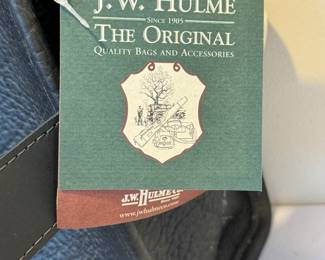 J.W. HULME
SINCE 1905
THE ORIGINAL
QUALITY BAGS AND ACCESSORIES
J.W. HULME CO.
www.jwhulmeco.com